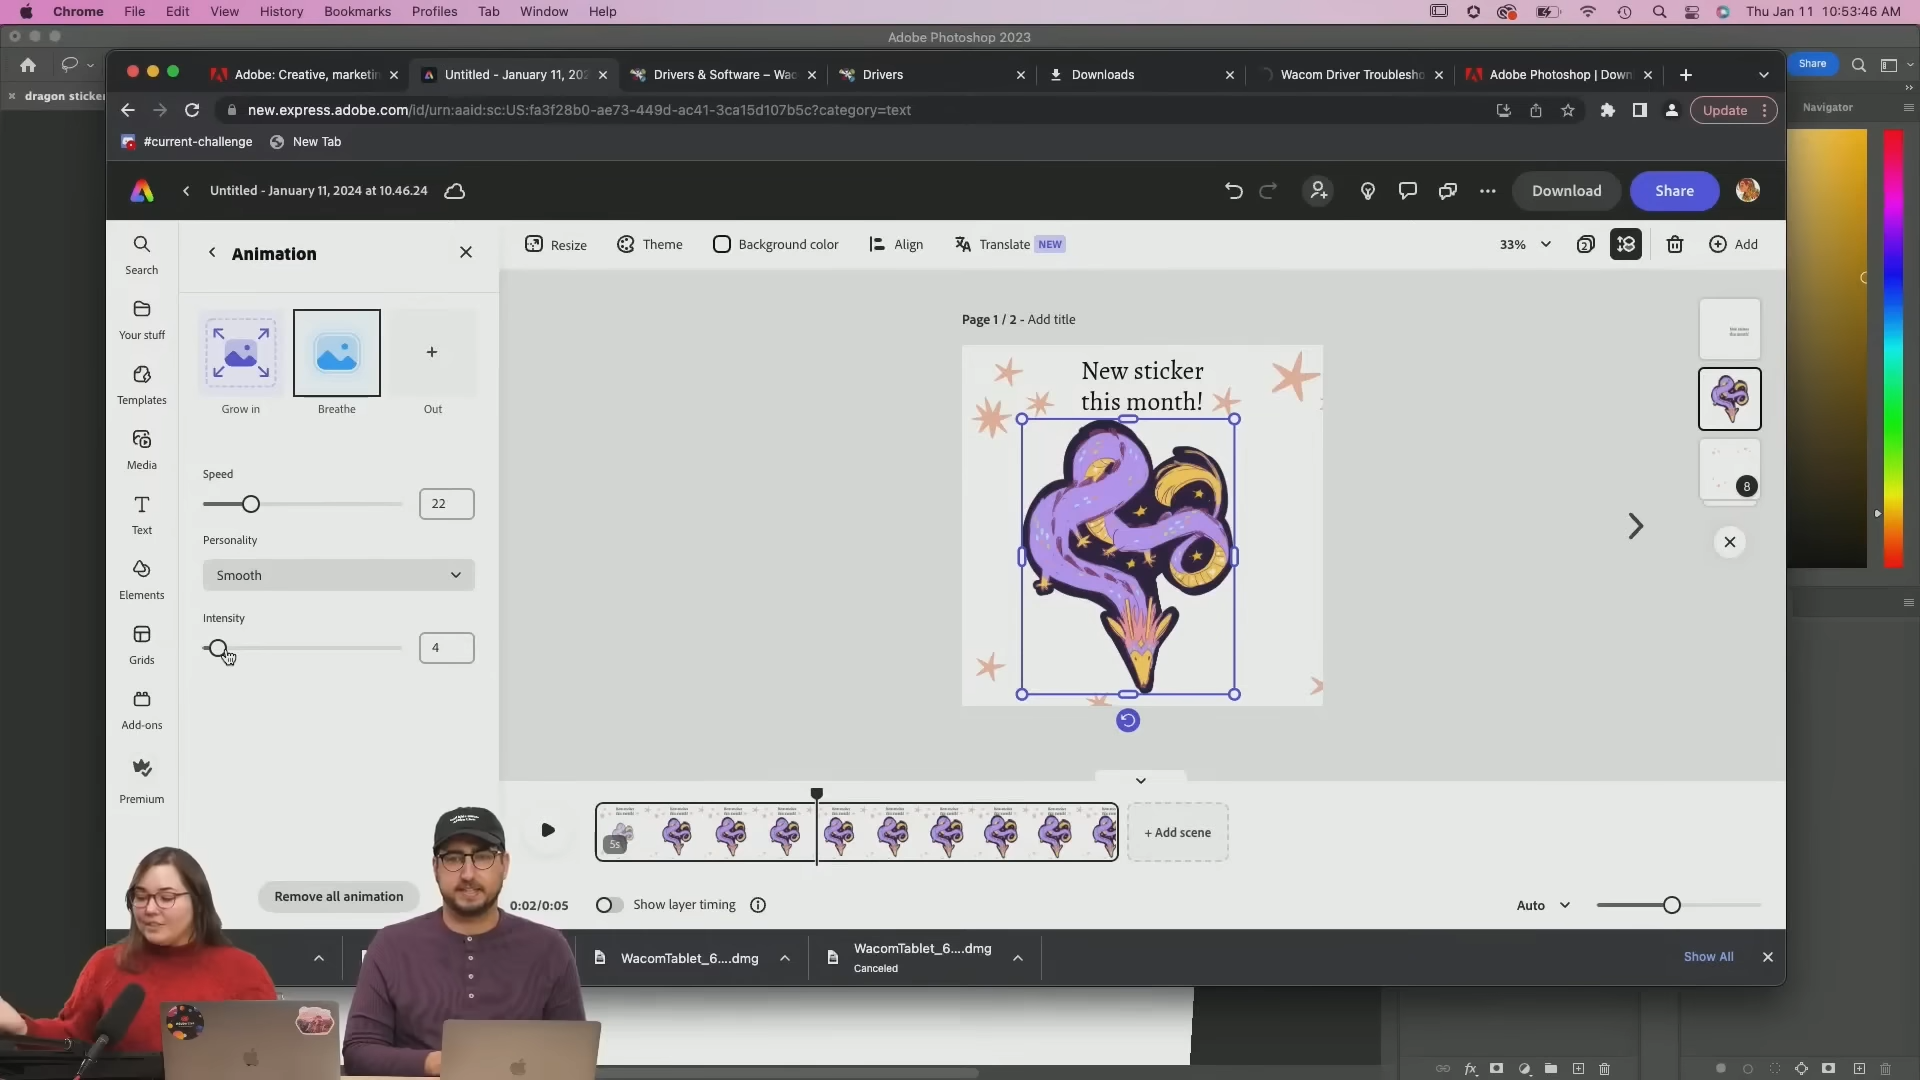 Chrome File Edit View History Bookmarks Profiles Tab Window Help Thu Jan 11 10:53:46 AM
Adobe Photoshop 2023
Share
dragon sticker
Adobe: Creative, marketin
Untitled - January 11, 202
Drivers & Software – Wac
Drivers
Downloads
Wacom Driver Troublesho
Adobe Photoshop | Down
Navigator
new.express.adobe.com/id/urn:aaid:sc:US:fa3f28b0-ae73-449d-ac41-3ca15d107b5c?category=text
Update
#current-challenge
New Tab
Untitled - January 11, 2024 at 10.46.24
Download
Share
Search
Your stuff
Templates
Media
Text
Elements
Grids
Add-ons
Premium
Animation
Grow in
Breathe
Out
Speed
22
Personality
Smooth
Intensity
4
Remove all animation
Resize
Theme
Background color
Align
Translate NEW
33%
2
Add
Page 1 / 2 - Add title
New sticker
this month!
8
5s
+ Add scene
0:02/0:05
Show layer timing
Auto
WacomTablet_6....dmg
WacomTablet_6....dmg
Canceled
Show All
fx